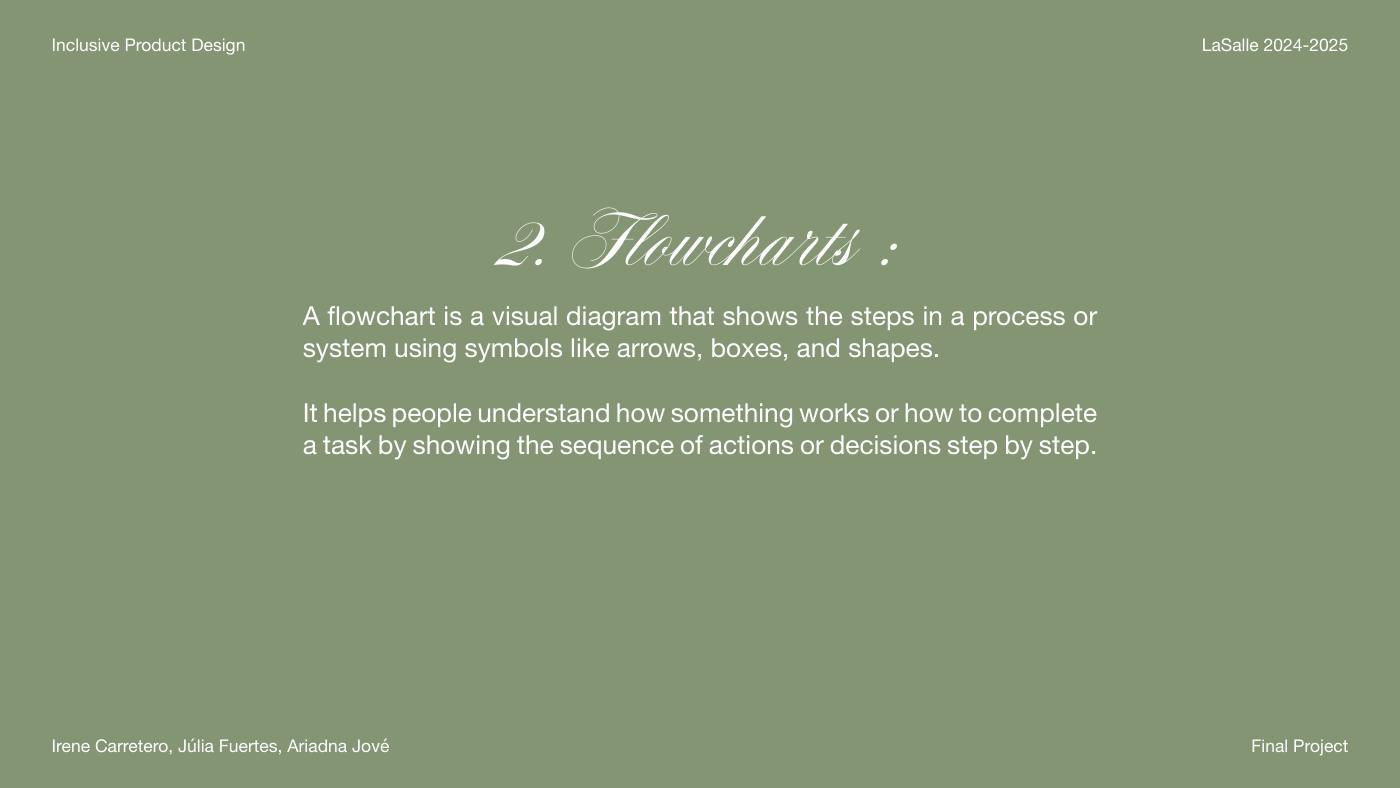 Inclusive Product Design
LaSalle 2024-2025
2. Flowcharts :
A flowchart is a visual diagram that shows the steps in a process or
system using symbols like arrows, boxes, and shapes.
It helps people understand how something works or how to complete
a task by showing the sequence of actions or decisions step by step.
Irene Carretero, Júlia Fuertes, Ariadna Jové
Final Project